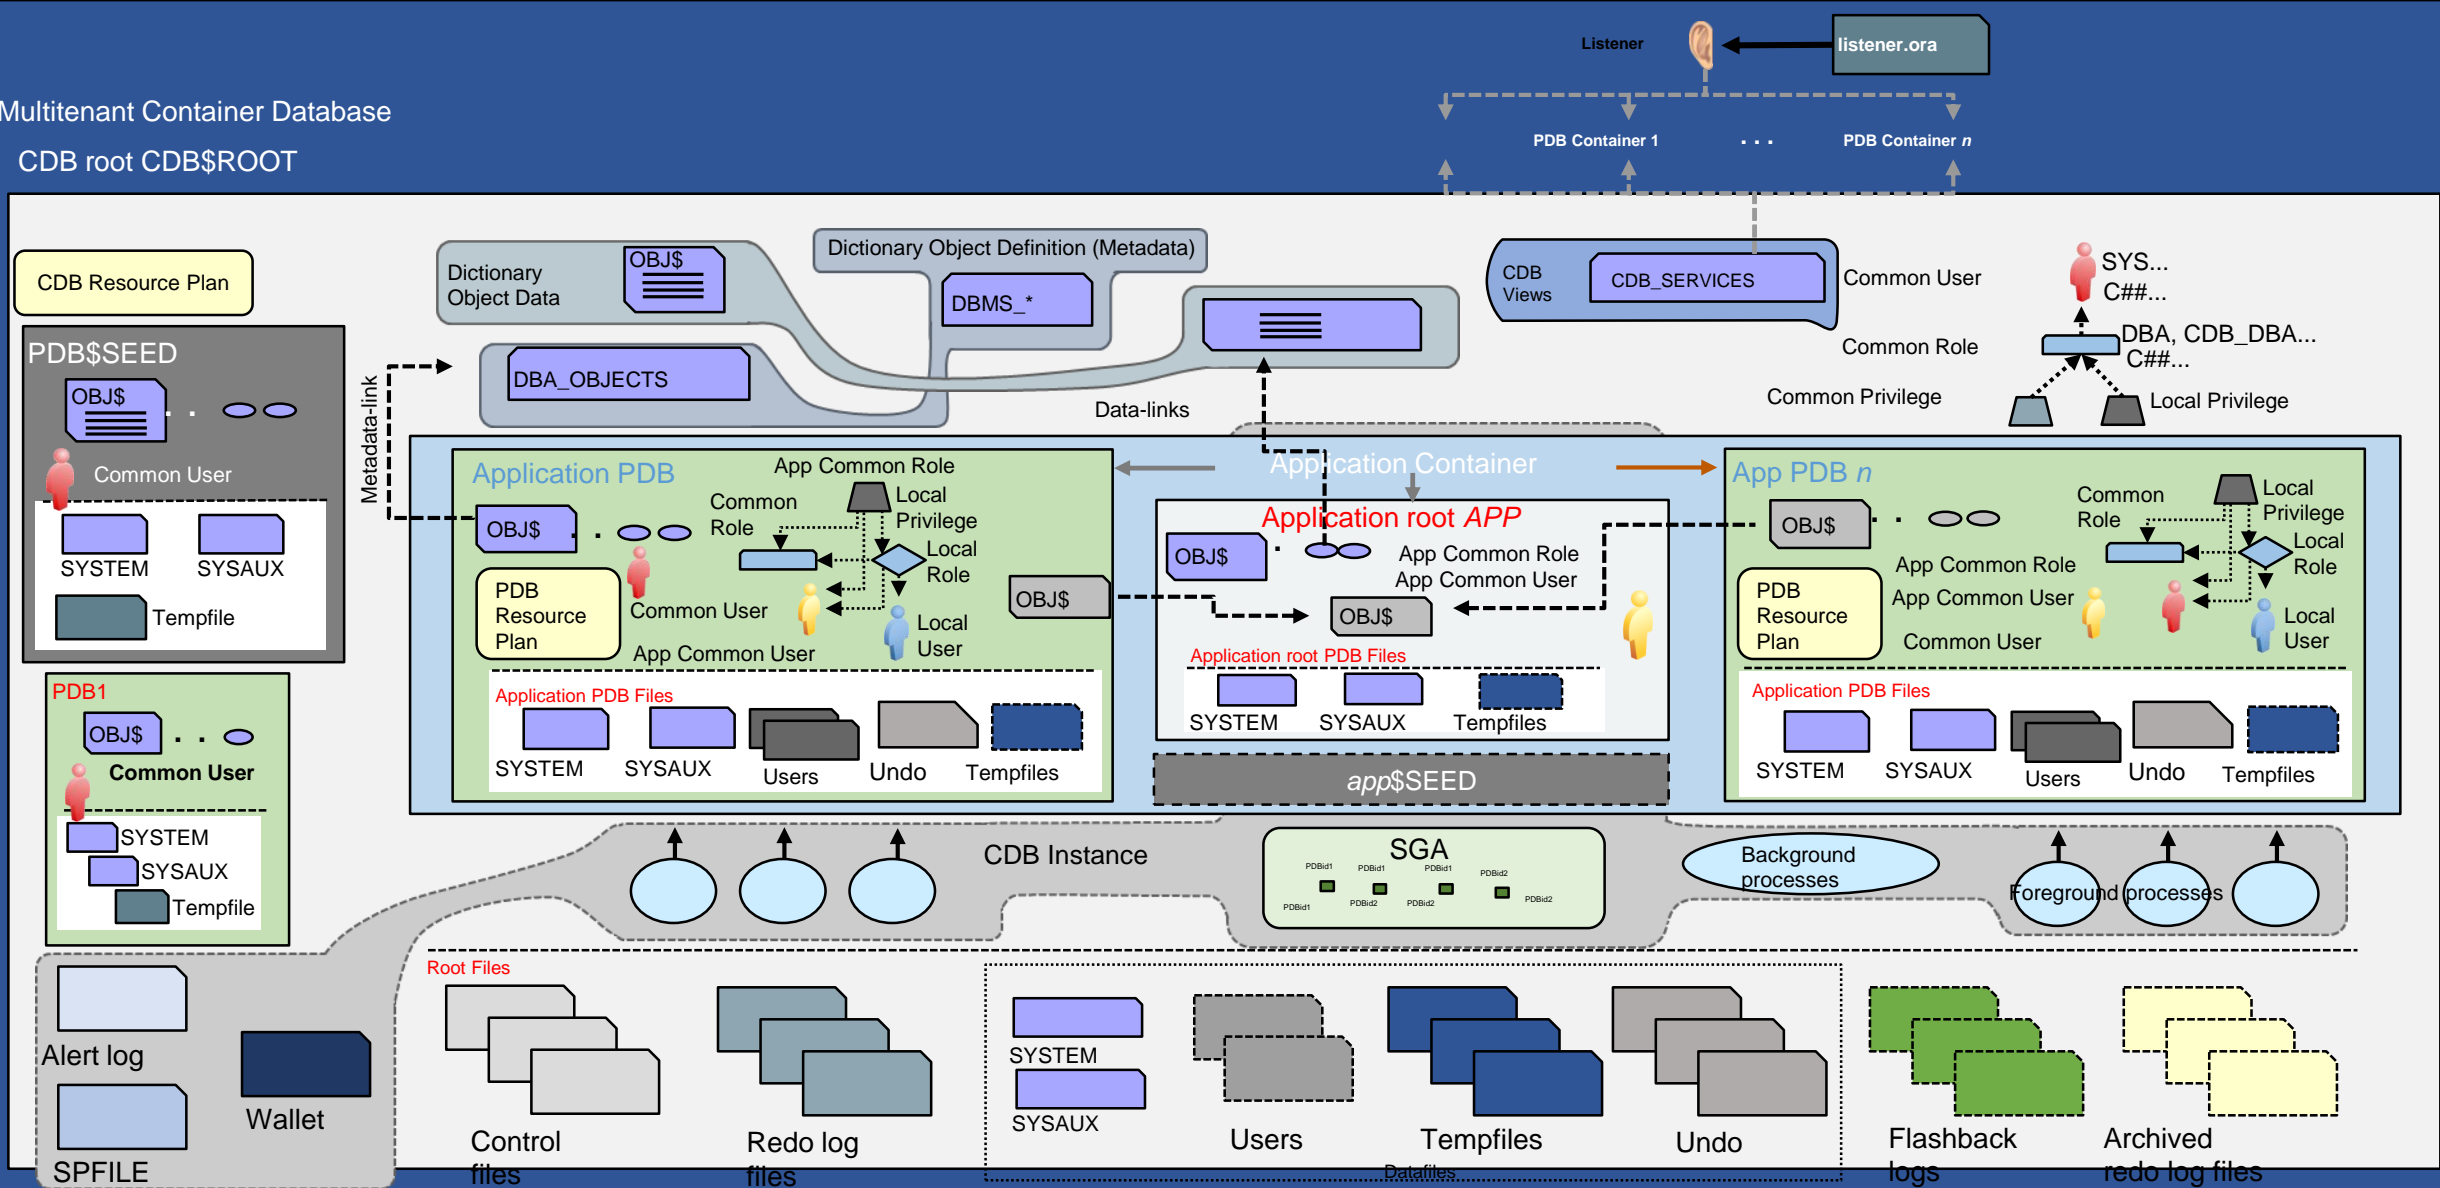 Listener
listener.ora
Multitenant Container Database
CDB root CDB$ROOT
PDB Container 1
. . .
PDB Container n
CDB Resource Plan
Dictionary
Object Data
OBJ$
Dictionary Object Definition (Metadata)
DBMS_*
DBA_OBJECTS
CDB
Views
CDB_SERVICES
Common User
SYS...
C##...
Common Role
DBA, CDB_DBA...
C##...
Common Privilege
Local Privilege
Metadata-link
Data-links
PDB$SEED
OBJ$
. .
Common User
SYSTEM
SYSAUX
Tempfile
PDB1
OBJ$
. .
Common User
SYSTEM
SYSAUX
Tempfile
Application Container
Application PDB
App Common Role
Common
Role
Local
Privilege
OBJ$
. .
Local
Role
PDB
Resource
Plan
Common User
App Common User
Local
User
OBJ$
Application PDB Files
SYSTEM
SYSAUX
Users
Undo
Tempfiles
Application root APP
OBJ$
.
App Common Role
App Common User
OBJ$
Application root PDB Files
SYSTEM
SYSAUX
Tempfiles
app$SEED
App PDB n
Common
Role
Local
Privilege
OBJ$
. .
Local
Role
App Common Role
App Common User
Common User
PDB
Resource
Plan
Local
User
Application PDB Files
SYSTEM
SYSAUX
Users
Undo
Tempfiles
CDB Instance
SGA
PDBid1
PDBid1
PDBid1
PDBid2
PDBid1
PDBid2
PDBid2
PDBid2
Background
processes
Foreground processes
Alert log
SPFILE
Wallet
Root Files
Control
files
Redo log
files
SYSTEM
SYSAUX
Users
Tempfiles
Undo
Datafiles
Flashback
logs
Archived
redo log files